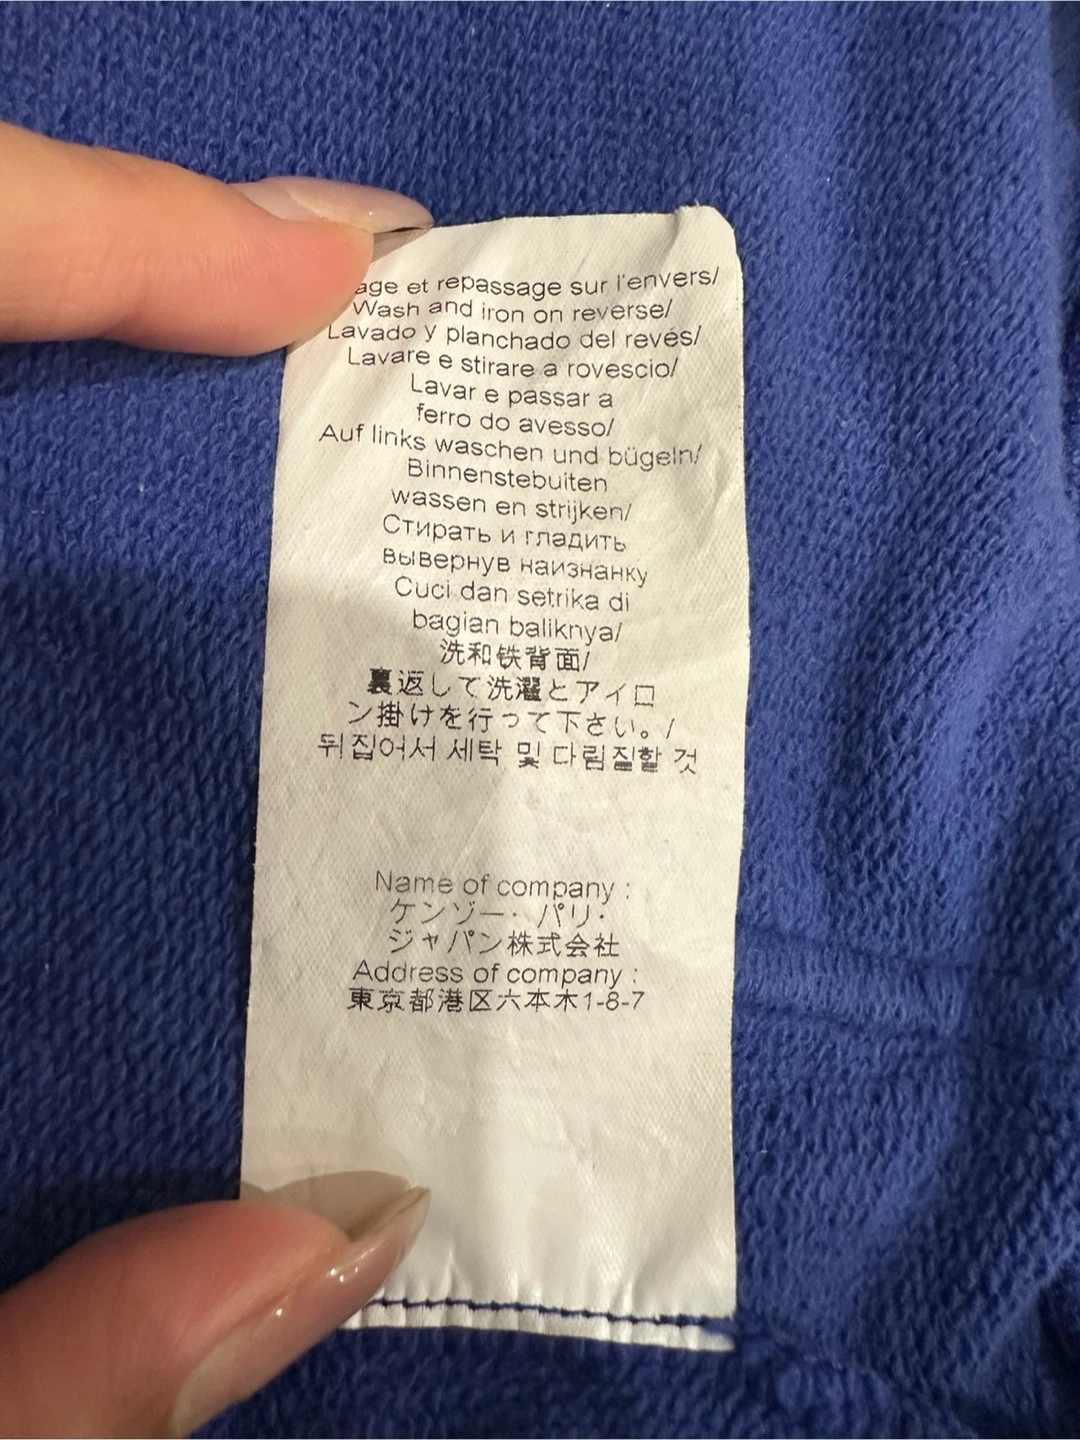 et repassage sur l'envers/
Wash and iron on reverse/
Lavado y planchado del revés/
Lavare e stirare a rovescio/
Lavar e passar a
ferro do avesso/
Auf links waschen und bügeln/
Binnenstebuiten
wassen en strijken/
Стирать и гладить
вывернув наизнанку
Cuci dan setrika di
bagian baliknya/
洗和铁背面/
裏返して洗濯とアイロ
ン掛けを行って下さい。/
뒤집어서 세탁 및 다림질할 것
Name of company :
ケンゾー・パリ・
ジャパン株式会社
Address of company :
東京都港区六本木1-8-7